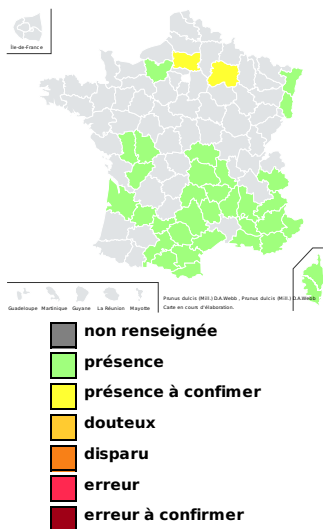 Île-de-France
Guadeloupe Martinique Guyane La Réunion Mayotte
Prunus dulcis (Mill.) D.A.Webb , Prunus dulcis (Mill.) D.A.Webb
Carte en cours d'élaboration.
non renseignée
présence
présence à confimer
douteux
disparu
erreur
erreur à confirmer